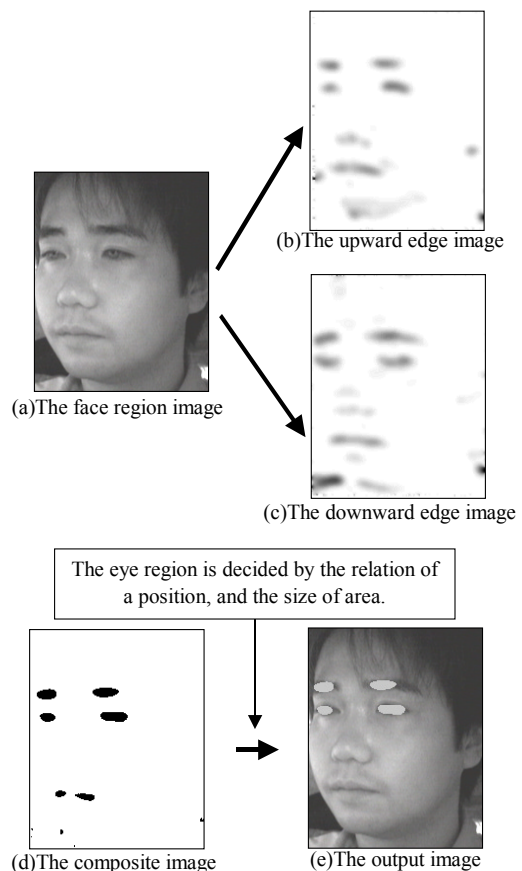 (b)The upward edge image
(a)The face region image
(c)The downward edge image
The eye region is decided by the relation of
a position, and the size of area.
(d)The composite image
(e)The output image